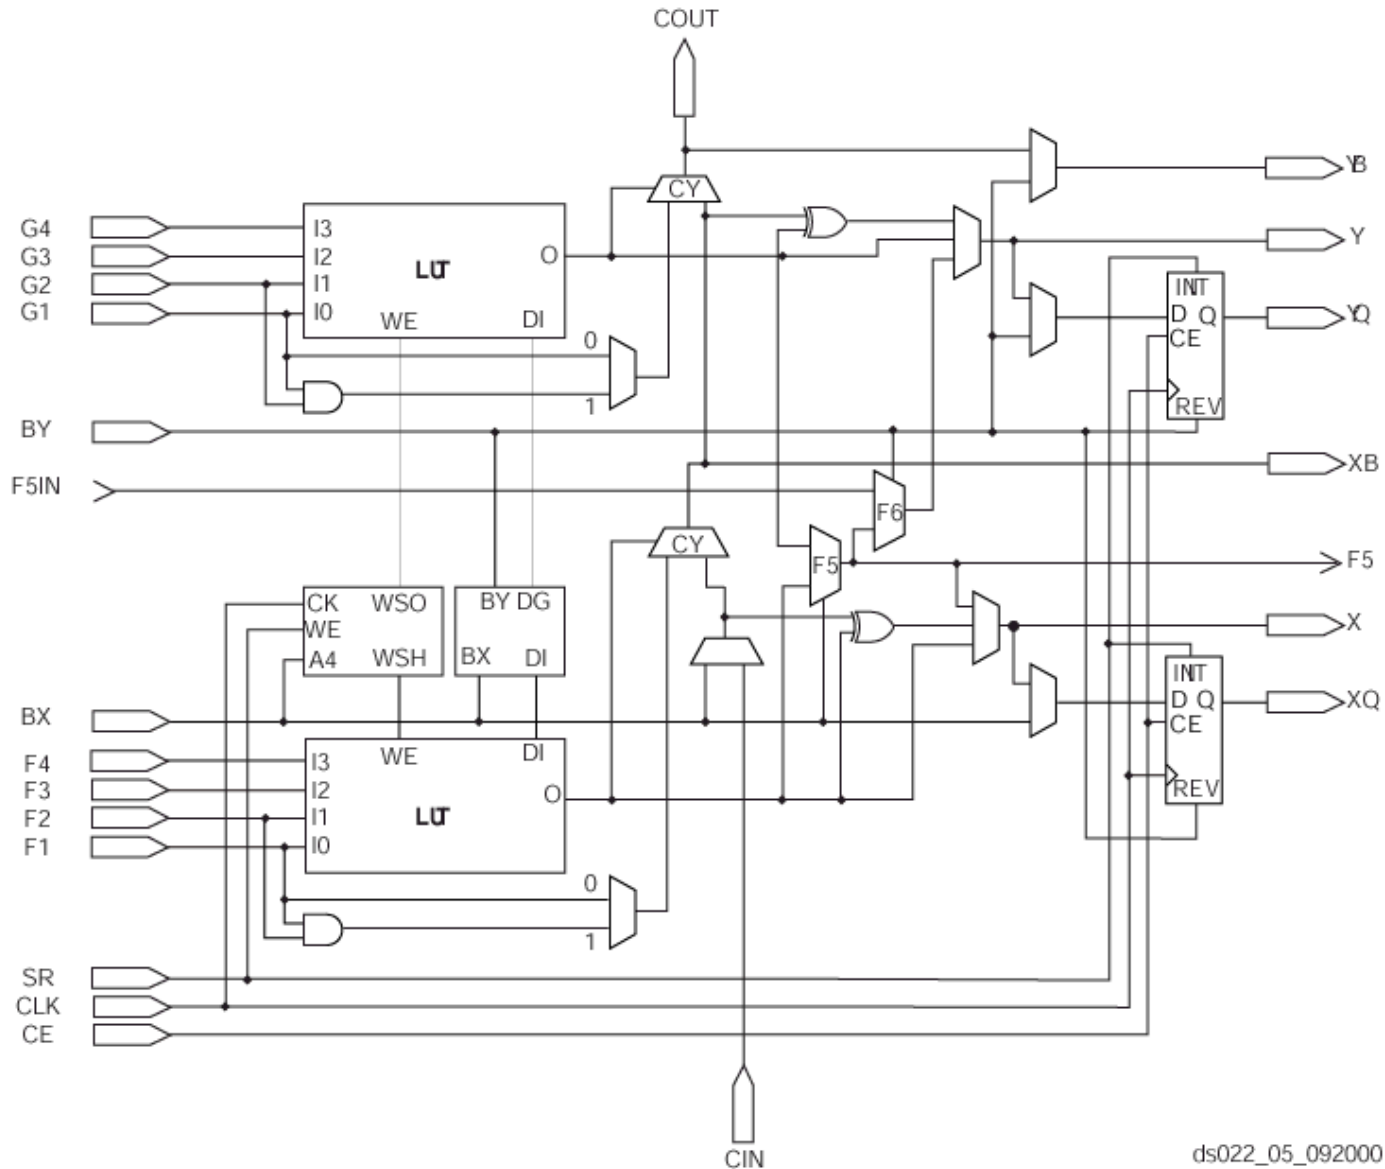 COUT
CY
YB
G4
I3
G3
I2
O
Y
G2
I1
LUT
G1
I0
WE
DI
INIT
D Q
YQ
CE
0
1
REV
BY
XB
F5IN
F6
CY
F5
F5
CK
WSO
BY DG
WE
X
A4
WSH
BX
DI
INIT
D Q
XQ
CE
BX
WE
DI
F4
I3
F3
I2
O
REV
F2
I1
LUT
F1
I0
0
1
SR
CLK
CE
CIN
ds022_05_092000